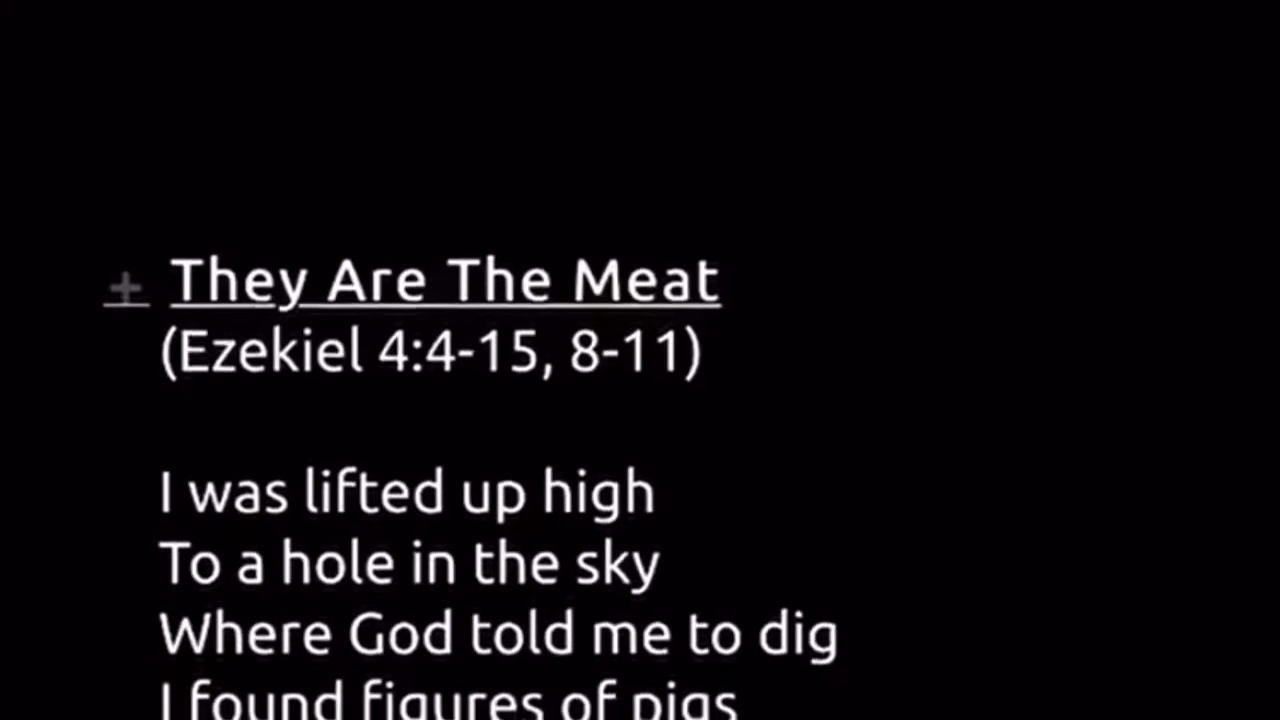 + They Are The Meat
(Ezekiel 4:4-15, 8-11)
I was lifted up high
To a hole in the sky
Where God told me to dig
I found figures of pigs